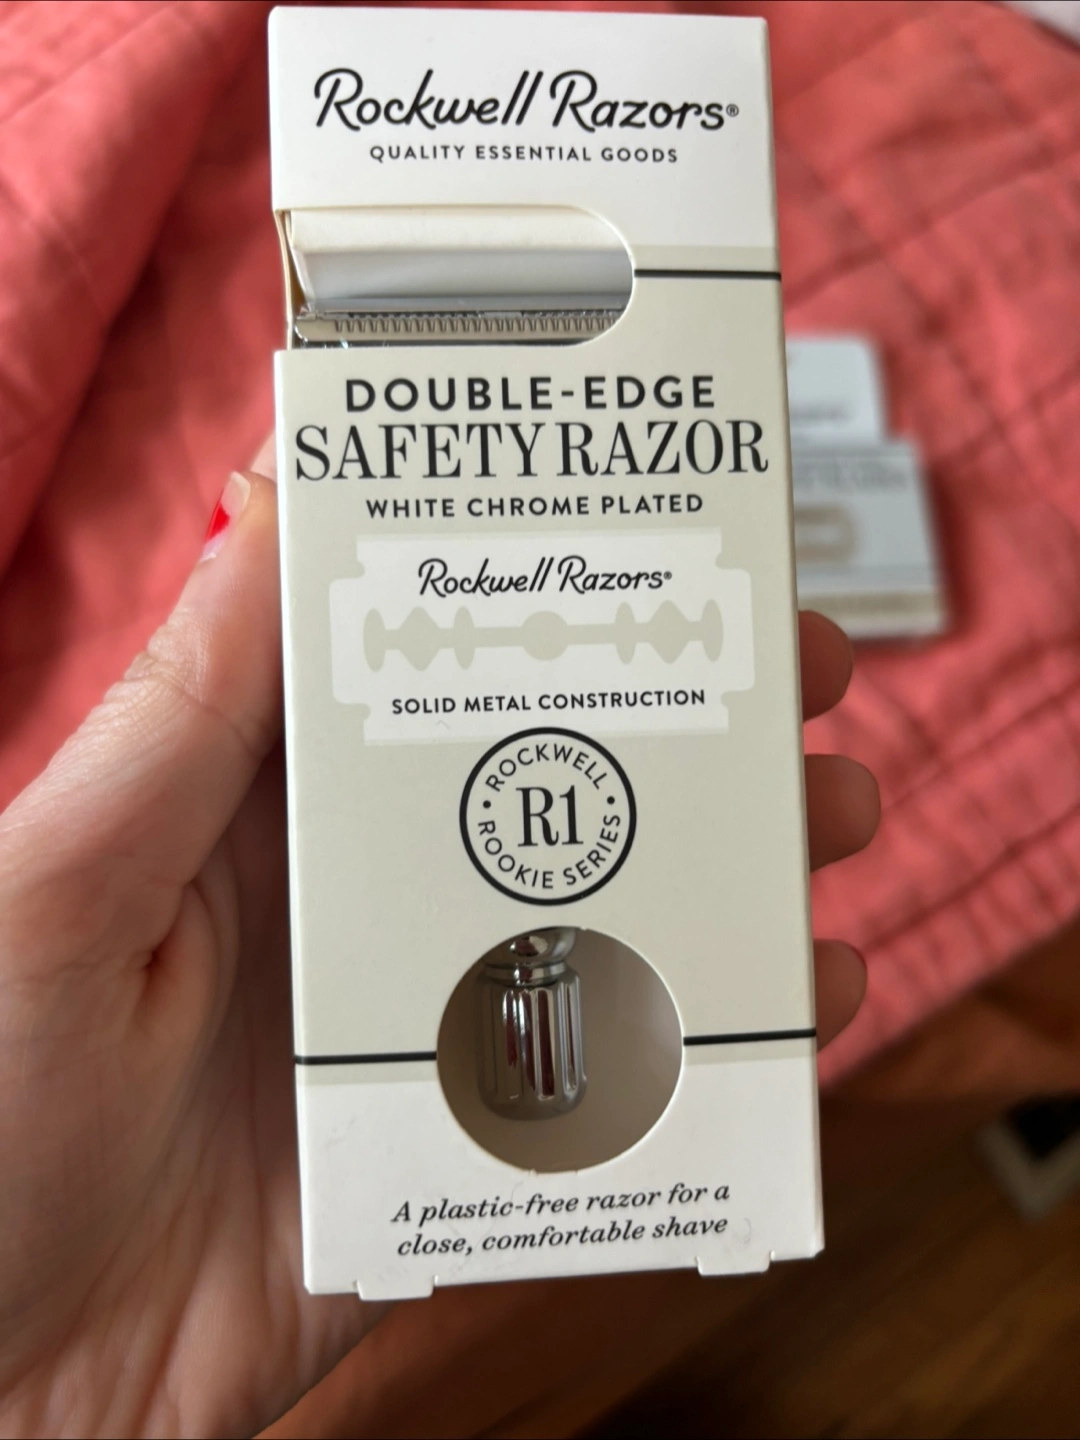 Rockwell Razors®
QUALITY ESSENTIAL GOODS
DOUBLE-EDGE
SAFETY RAZOR
WHITE CHROME PLATED
Rockwell Razors®
SOLID METAL CONSTRUCTION
• ROCKWELL •
R1
ROOKIE SERIES
A plastic-free razor for a
close, comfortable shave